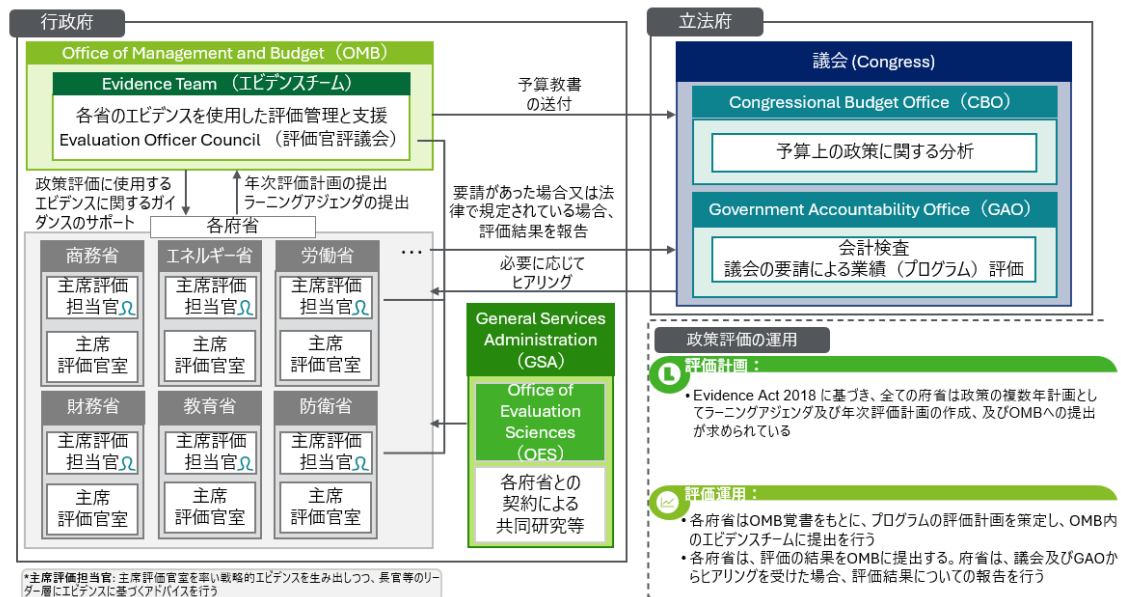 行政府
Office of Management and Budget（OMB）
Evidence Team （エビデンスチーム）
各省のエビデンスを使用した評価管理と支援
Evaluation Officer Council （評価官評議会）
政策評価に使用する
エビデンスに関するガイ
ダンスのサポート
年次評価計画の提出
ラーニングアジェンダの提出
各府省
商務省
主席評価
担当官
主席
評価官室
エネルギー省
主席評価
担当官
主席
評価官室
労働省
主席評価
担当官
主席
評価官室
…
財務省
主席評価
担当官
主席
評価官室
教育省
主席評価
担当官
主席
評価官室
防衛省
主席評価
担当官
主席
評価官室
予算教書
の送付
要請があった場合又は法
律で規定されている場合、
評価結果を報告
必要に応じて
ヒアリング
General Services
Administration
（GSA）
Office of
Evaluation
Sciences
（OES）
各府省との
契約による
共同研究等
*主席評価担当官: 主席評価官室を率い戦略的エビデンスを生み出しつつ、長官等のリー
ダー層にエビデンスに基づくアドバイスを行う
立法府
議会 (Congress)
Congressional Budget Office（CBO）
予算上の政策に関する分析
Government Accountability Office（GAO）
会計検査
議会の要請による業績（プログラム）評価
政策評価の運用
評価計画：
• Evidence Act 2018 に基づき、全ての府省は政策の複数年計画とし
てラーニングアジェンダ及び年次評価計画の作成、及びOMBへの提出
が求められている
評価運用：
• 各府省はOMB覚書をもとに、プログラムの評価計画を策定し、OMB内
のエビデンスチームに提出を行う
• 各府省は、評価の結果をOMBに提出する。府省は、議会及びGAOか
らヒアリングを受けた場合、評価結果についての報告を行う